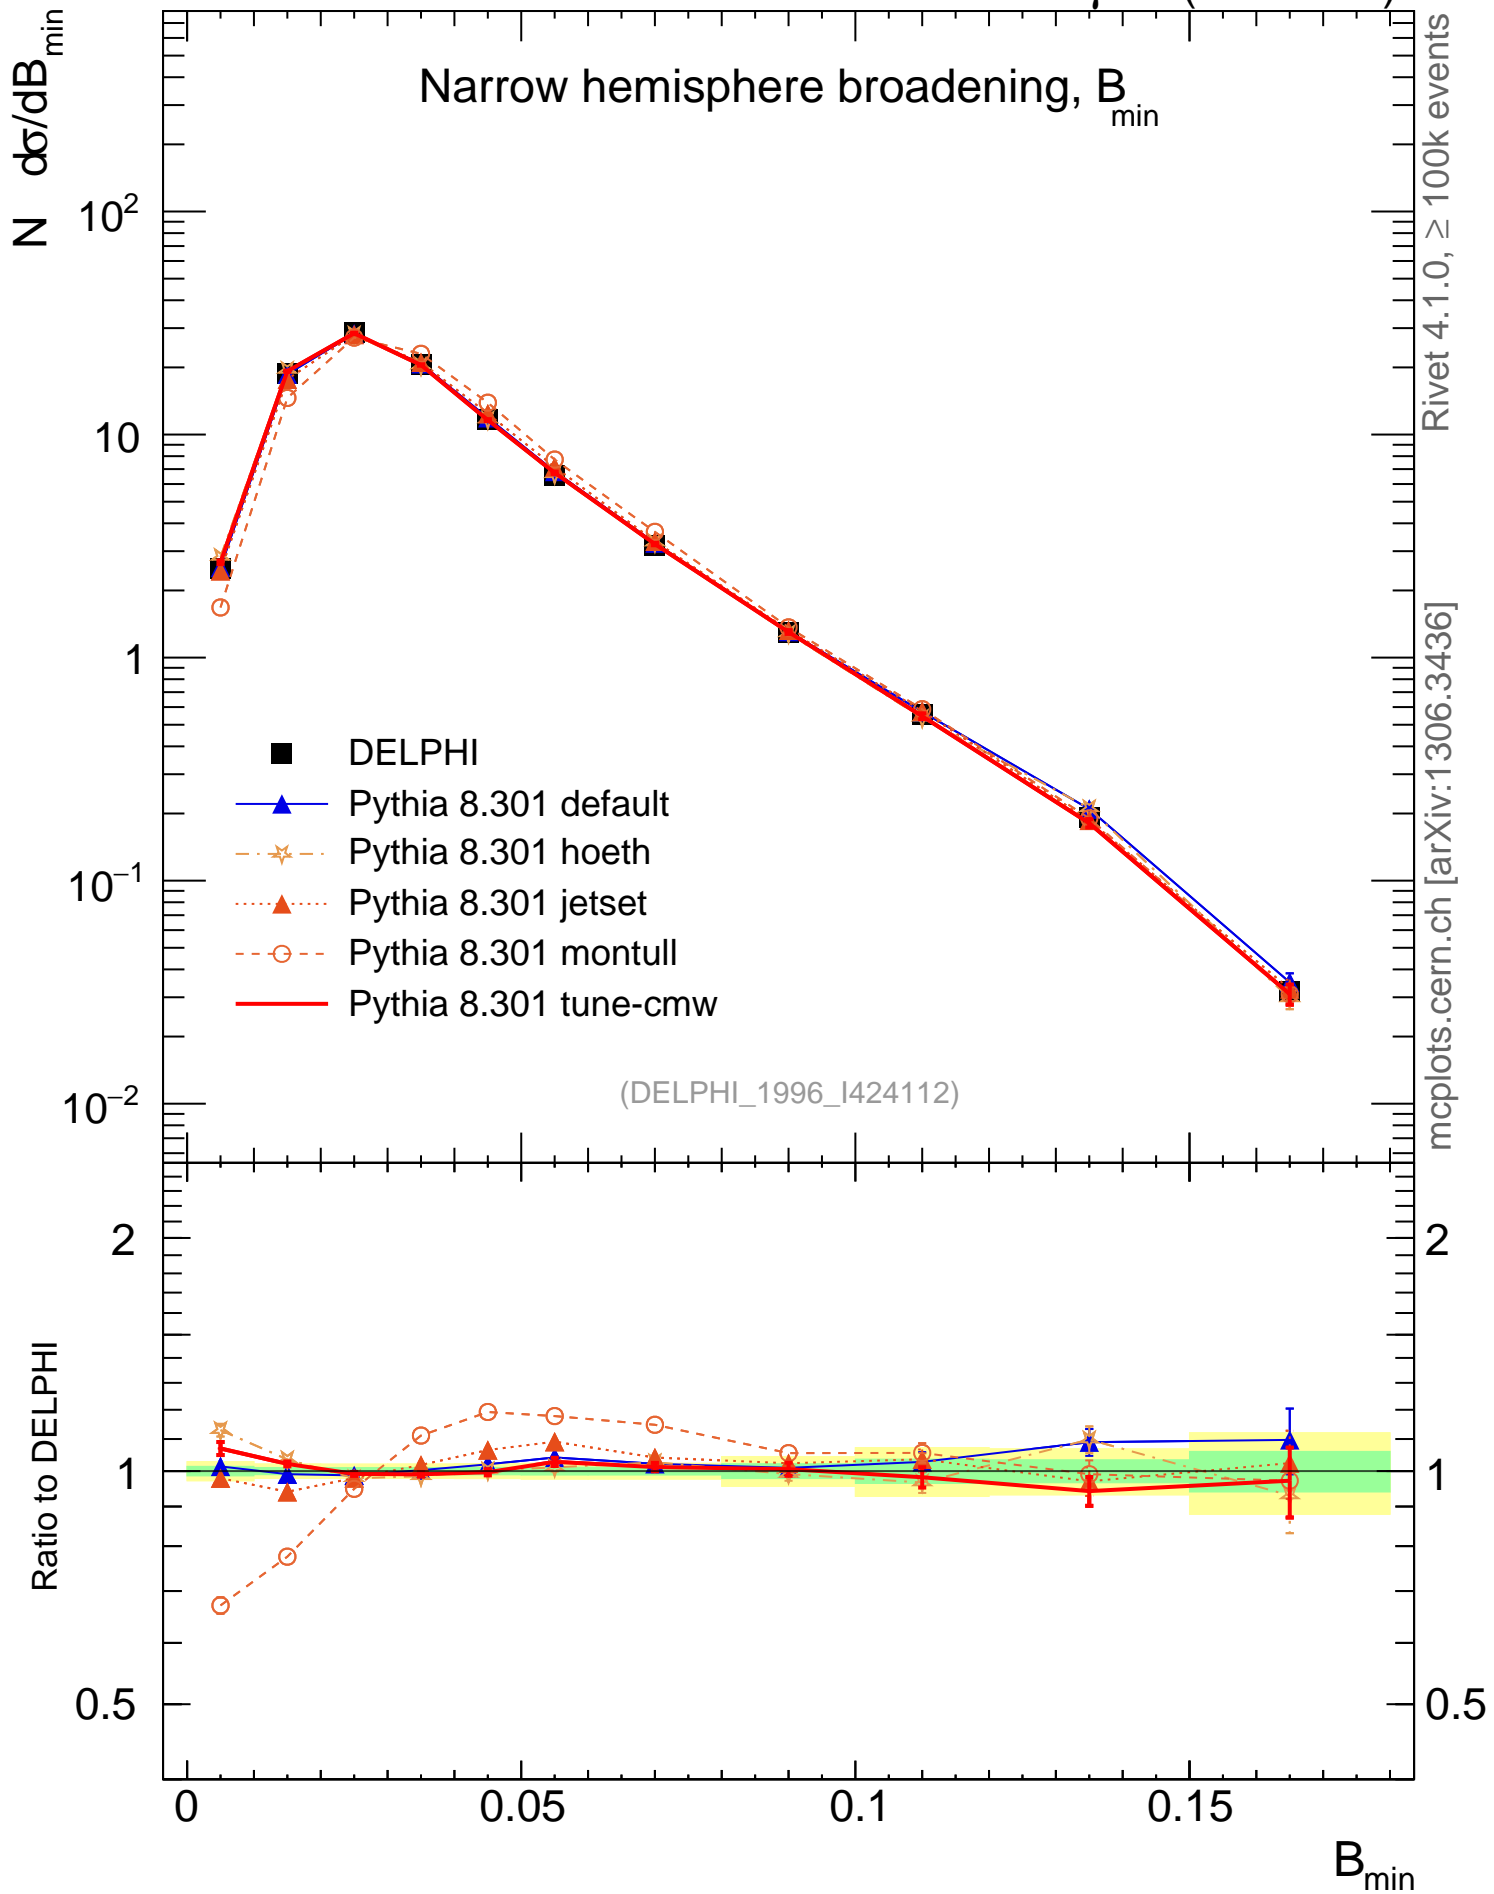 Narrow hemisphere broadening, B_min
N dσ/dB_min
10^2
10
1
10^−1
10^−2
DELPHI
Pythia 8.301 default
Pythia 8.301 hoeth
Pythia 8.301 jetset
Pythia 8.301 montull
Pythia 8.301 tune-cmw
(DELPHI_1996_I424112)
Rivet 4.1.0, ≥ 100k events
mcplots.cern.ch [arXiv:1306.3436]
Ratio to DELPHI
2
1
0.5
2
1
0.5
0
0.05
0.1
0.15
B_min